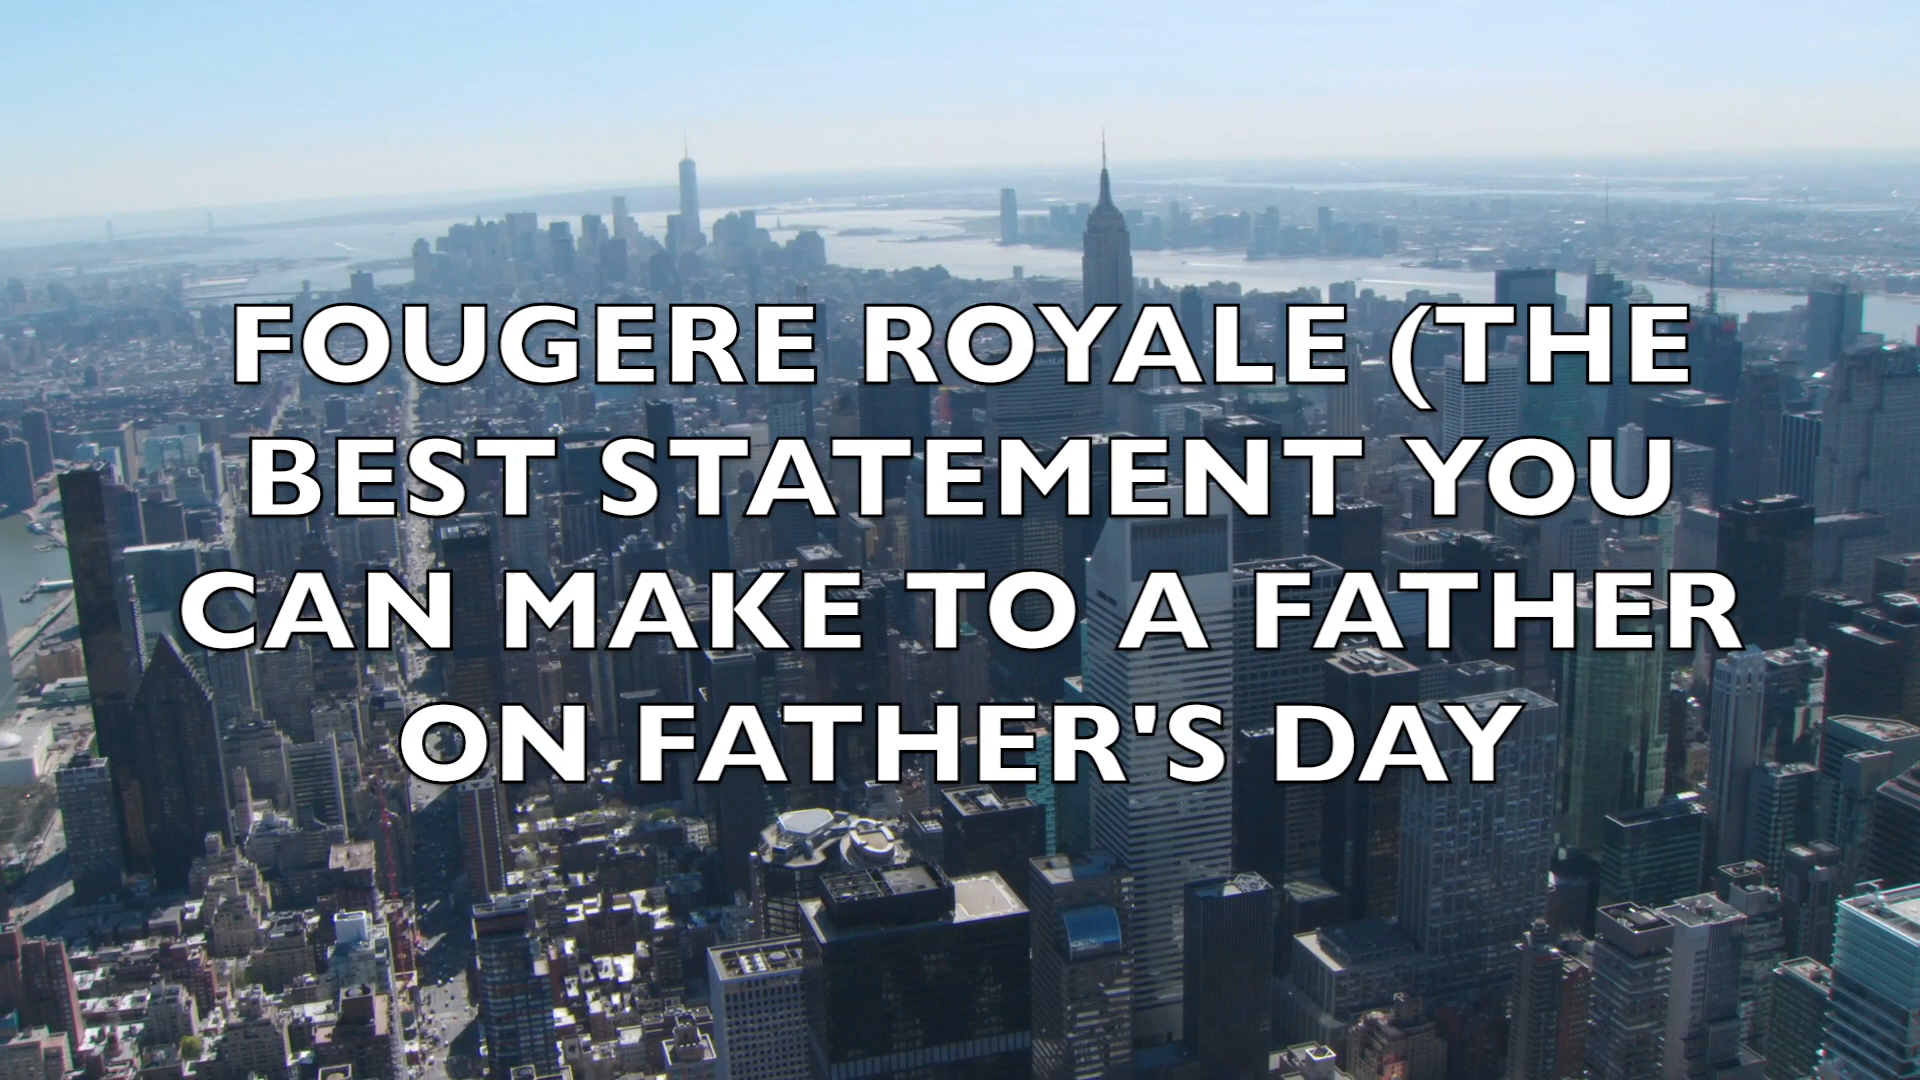 FOUGERE ROYALE (THE
BEST STATEMENT YOU
CAN MAKE TO A FATHER
ON FATHER'S DAY